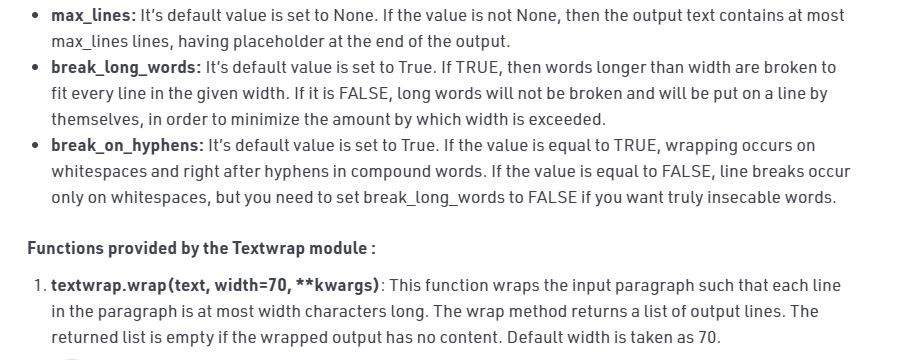 • max_lines: It's default value is set to None. If the value is not None, then the output text contains at most
max_lines lines, having placeholder at the end of the output.
• break_long_words: It's default value is set to True. If TRUE, then words longer than width are broken to
fit every line in the given width. If it is FALSE, long words will not be broken and will be put on a line by
themselves, in order to minimize the amount by which width is exceeded.
• break_on_hyphens: It's default value is set to True. If the value is equal to TRUE, wrapping occurs on
whitespaces and right after hyphens in compound words. If the value is equal to FALSE, line breaks occur
only on whitespaces, but you need to set break_long_words to FALSE if you want truly insecable words.
Functions provided by the Textwrap module :
1. textwrap.wrap(text, width=70, **kwargs): This function wraps the input paragraph such that each line
in the paragraph is at most width characters long. The wrap method returns a list of output lines. The
returned list is empty if the wrapped output has no content. Default width is taken as 70.